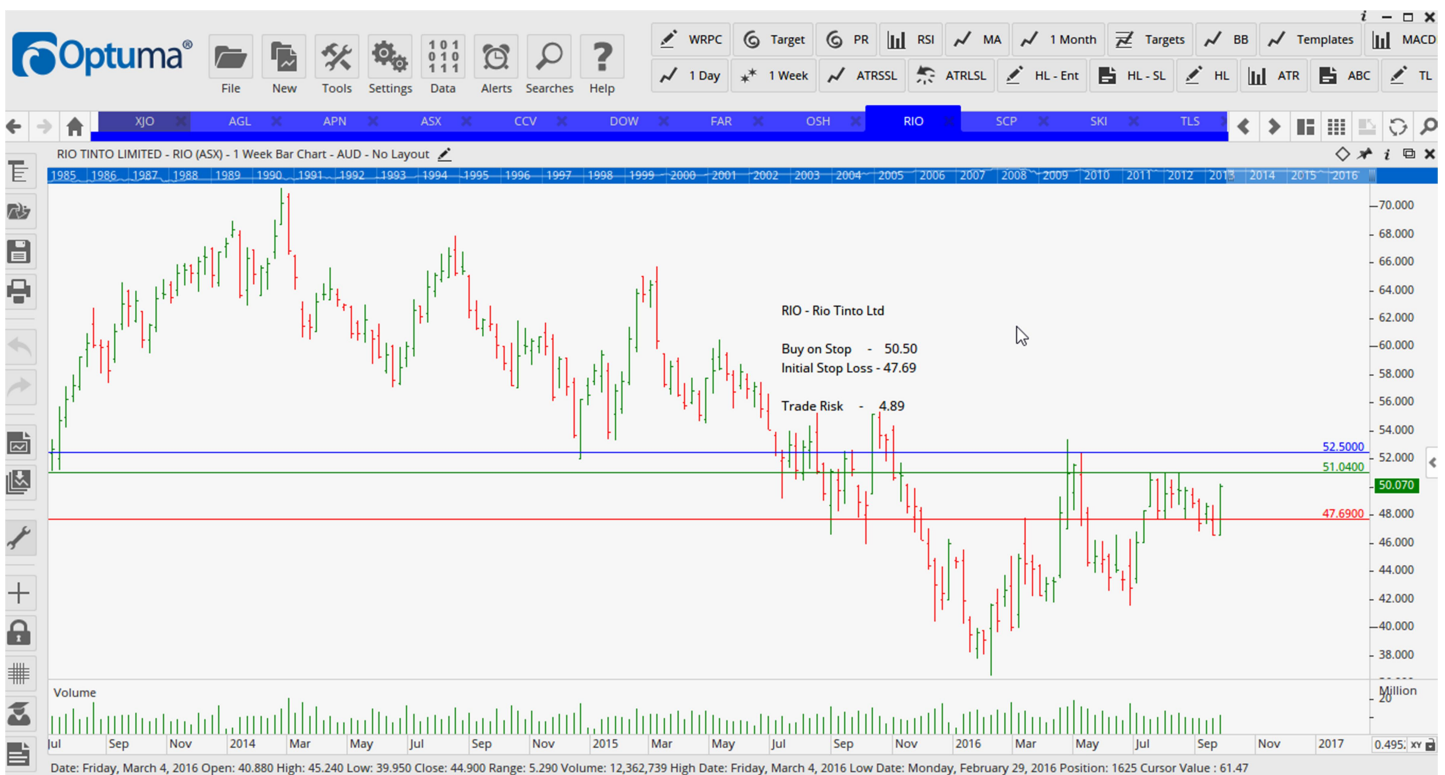 Optuma®
File New Tools Settings Data Alerts Searches Help
WRPC Target PR RSI MA 1 Month Targets BB Templates MACD
1 Day 1 Week ATRSSL ATRLSL HL - Ent HL - SL HL ATR ABC TL
XJO AGL APN ASX CCV DOW FAR OSH RIO SCP SKI TLS
RIO TINTO LIMITED - RIO (ASX) - 1 Week Bar Chart - AUD - No Layout
1985 1986 1987 1988 1989 1990 1991 1992 1993 1994 1995 1996 1997 1998 1999 2000 2001 2002 2003 2004 2005 2006 2007 2008 2009 2010 2011 2012 2013 2014 2015 2016
70.000
68.000
66.000
64.000
RIO - Rio Tinto Ltd
62.000
60.000
Buy on Stop - 50.50
Initial Stop Loss - 47.69
58.000
56.000
Trade Risk - 4.89
54.000
52.5000
52.000
51.0400
50.070
48.000
47.6900
46.000
44.000
42.000
40.000
38.000
Volume
Million
20
Jul Sep Nov 2014 Mar May Jul Sep Nov 2015 Mar May Jul Sep Nov 2016 Mar May Jul Sep Nov 2017 0.495 XY
Date: Friday, March 4, 2016 Open: 40.880 High: 45.240 Low: 39.950 Close: 44.900 Range: 5.290 Volume: 12,362,739 High Date: Friday, March 4, 2016 Low Date: Monday, February 29, 2016 Position: 1625 Cursor Value : 61.47